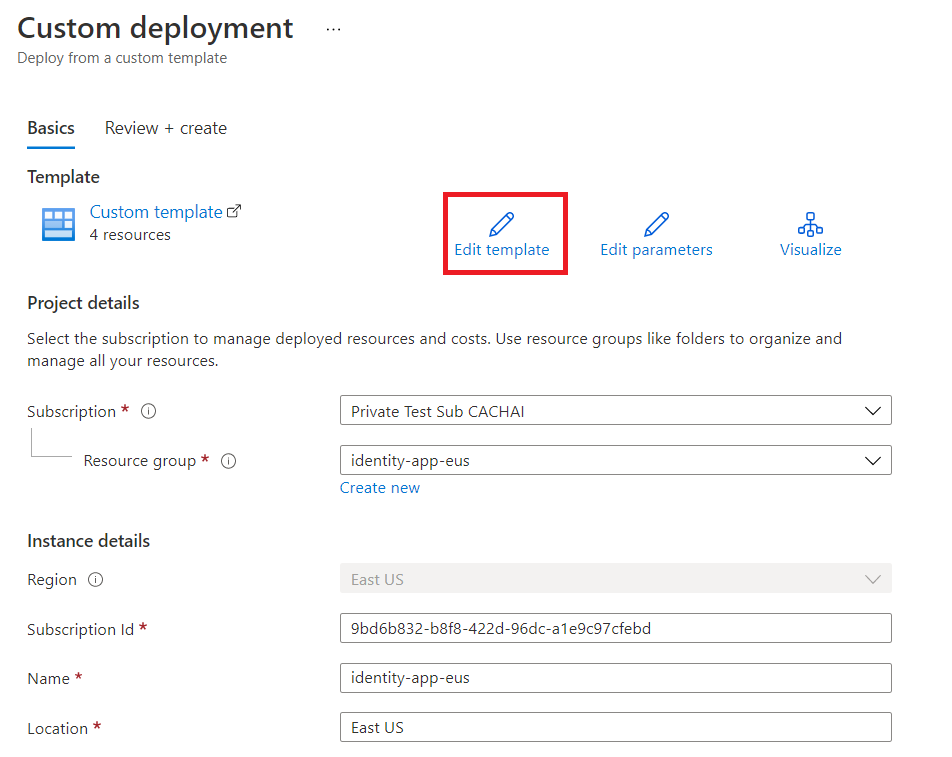 Custom deployment ...
Deploy from a custom template
Basics Review + create
Template
Custom template
4 resources
Edit template Edit parameters Visualize
Project details
Select the subscription to manage deployed resources and costs. Use resource groups like folders to organize and
manage all your resources.
Subscription * Private Test Sub CACHAI
Resource group * identity-app-eus
Create new
Instance details
Region East US
Subscription Id * 9bd6b832-b8f8-422d-96dc-a1e9c97cfebd
Name * identity-app-eus
Location * East US